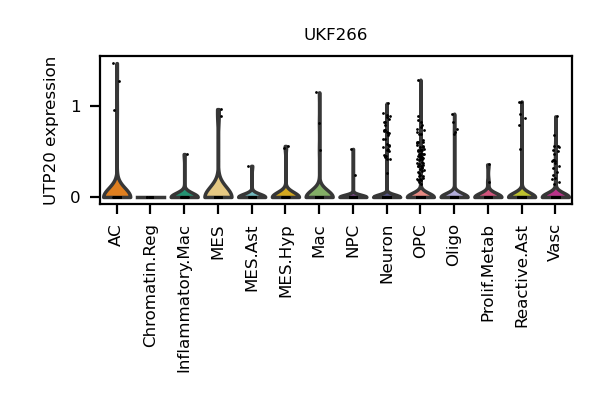 UKF266
UTP20 expression
1
0
AC
Chromatin.Reg
Inflammatory.Mac
MES
MES.Ast
MES.Hyp
Mac
NPC
Neuron
OPC
Oligo
Prolif.Metab
Reactive.Ast
Vasc